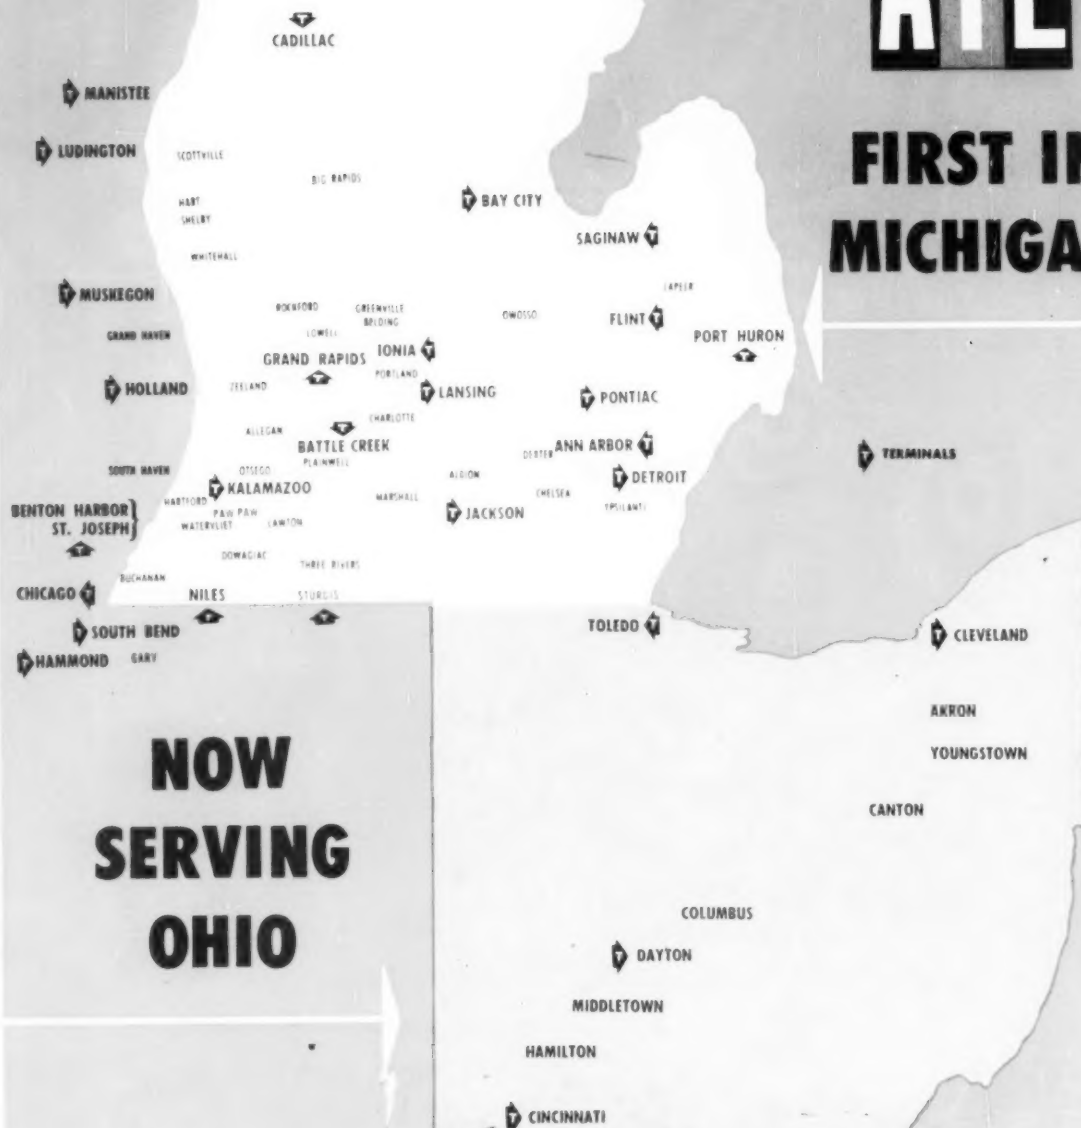 CADILLAC
MANISTEE
LUDINGTON
SCOTTVILLE
BIG RAPIDS
HART
SHELBY
BAY CITY
SAGINAW
WHITEHALL
MUSKEGON
LAPEER
ROCKFORD
GREENVILLE
BELDING
OWOSSO
FLINT
GRAND HAVEN
LOWELL
PORT HURON
IONIA
GRAND RAPIDS
PORTLAND
HOLLAND
ZEELAND
LANSING
PONTIAC
CHARLOTTE
ALLEGAN
BATTLE CREEK
PLAINWELL
DEXTER
ANN ARBOR
SOUTH HAVEN
OTSEGO
ALBION
DETROIT
KALAMAZOO
HARTFORD
MARSHALL
CHELSEA
YPSILANTI
BENTON HARBOR
ST. JOSEPH
PAW PAW
WATERVLIET
LAWTON
JACKSON
DOWAGIAC
THREE RIVERS
BUCHANAN
CHICAGO
NILES
STURGIS
SOUTH BEND
HAMMOND
GARY
TOLEDO
CLEVELAND
AKRON
YOUNGSTOWN
CANTON
COLUMBUS
DAYTON
MIDDLETOWN
HAMILTON
CINCINNATI
FIRST IN
MICHIGA
T TERMINALS
NOW
SERVING
OHIO